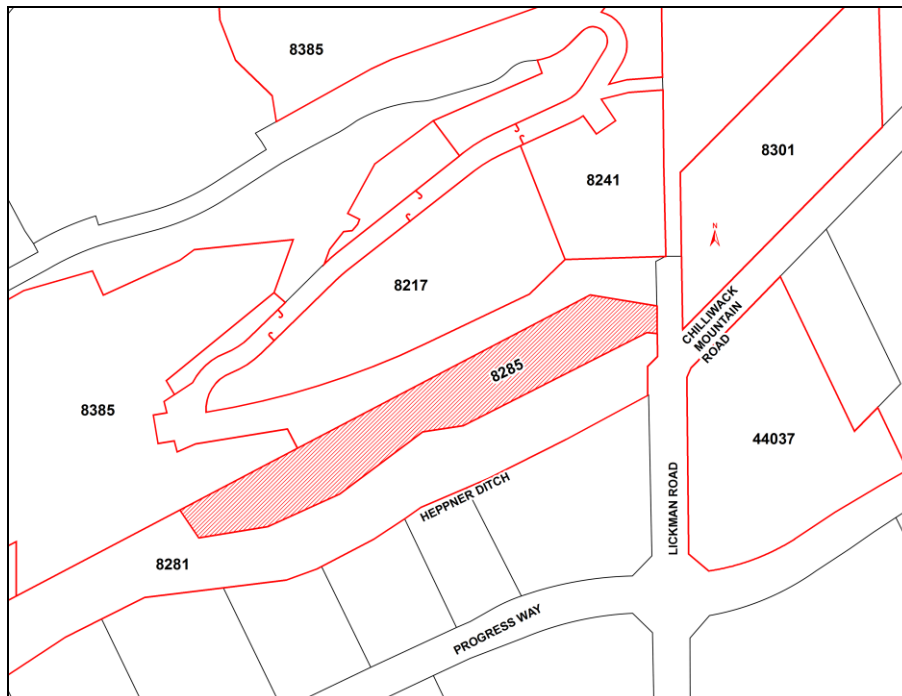 8385
8301
8241
N
8217
CHILLIWACK
MOUNTAIN
ROAD
8285
8385
44037
HEPPNER DITCH
LICKMAN ROAD
8281
PROGRESS WAY